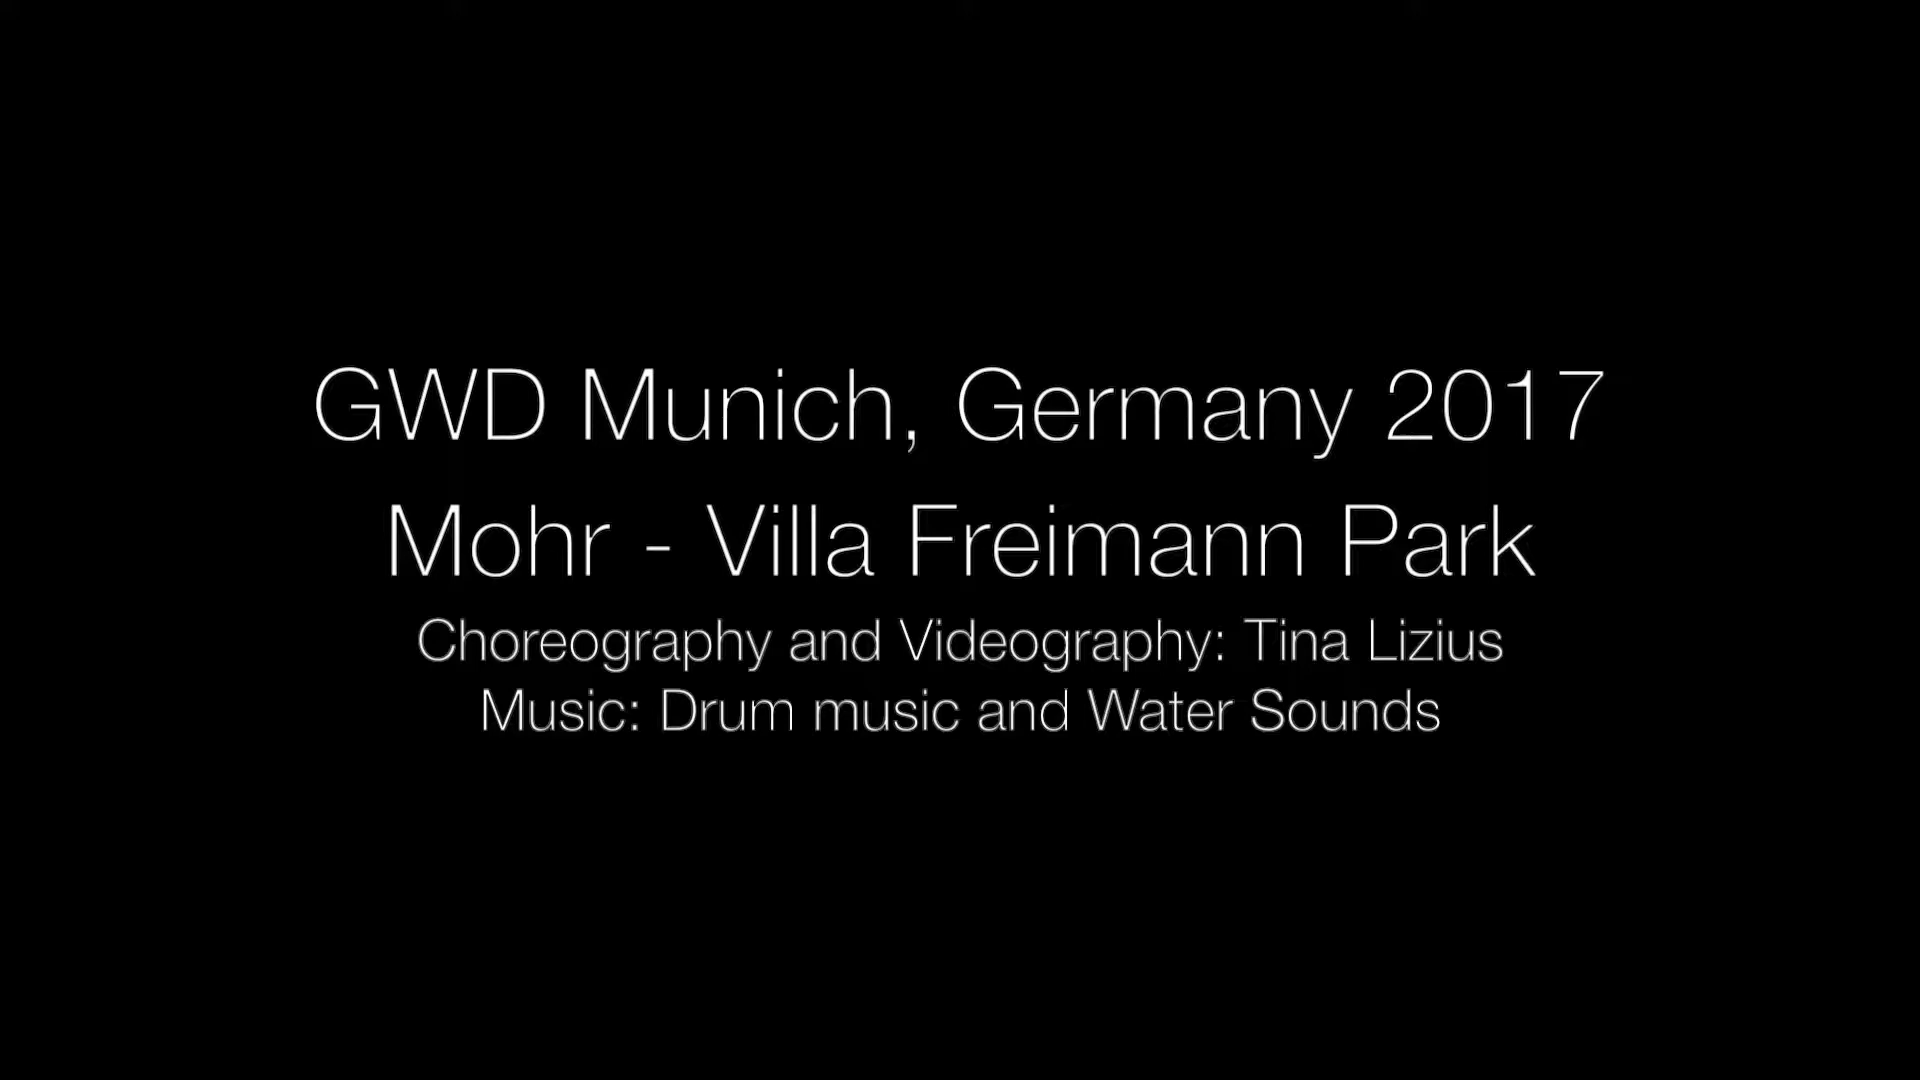 GWD Munich, Germany 2017
Mohr - Villa Freimann Park
Choreography and Videography: Tina Lizius
Music: Drum music and Water Sounds